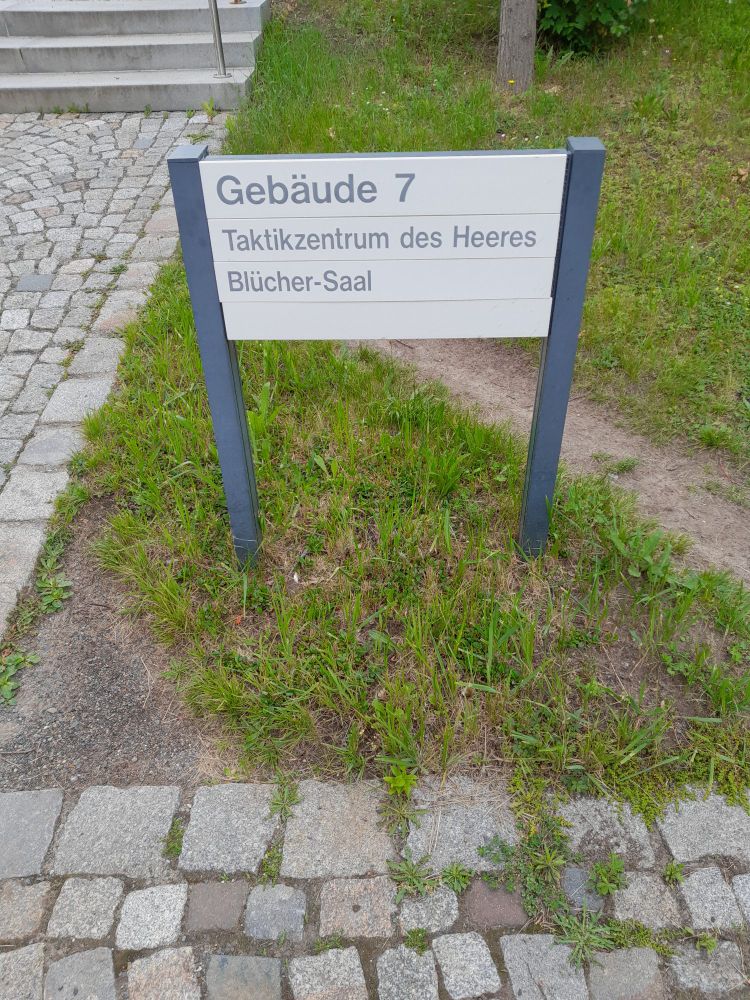 Gebäude 7
Taktikzentrum des Heeres
Blücher-Saal